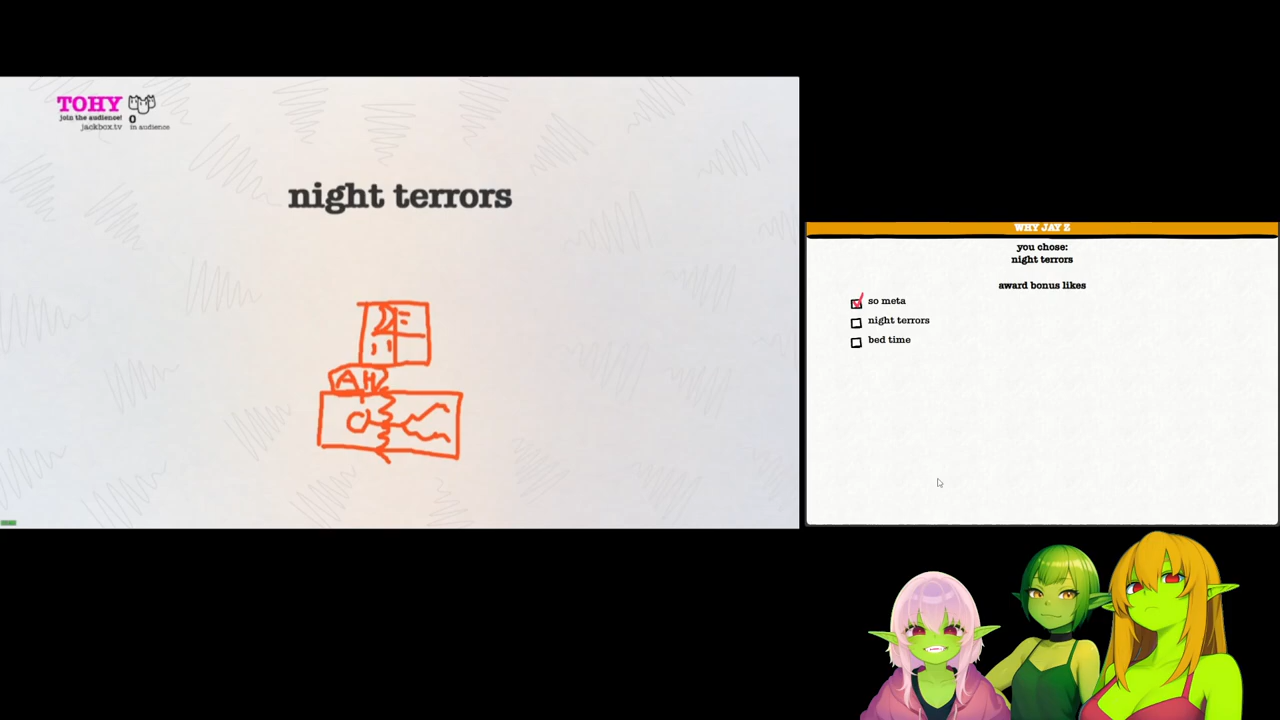 TOHY
join the audience!
jackbox.tv
0
in audience
night terrors
AH
WHY JAY Z
you chose:
night terrors
award bonus likes
so meta
night terrors
bed time